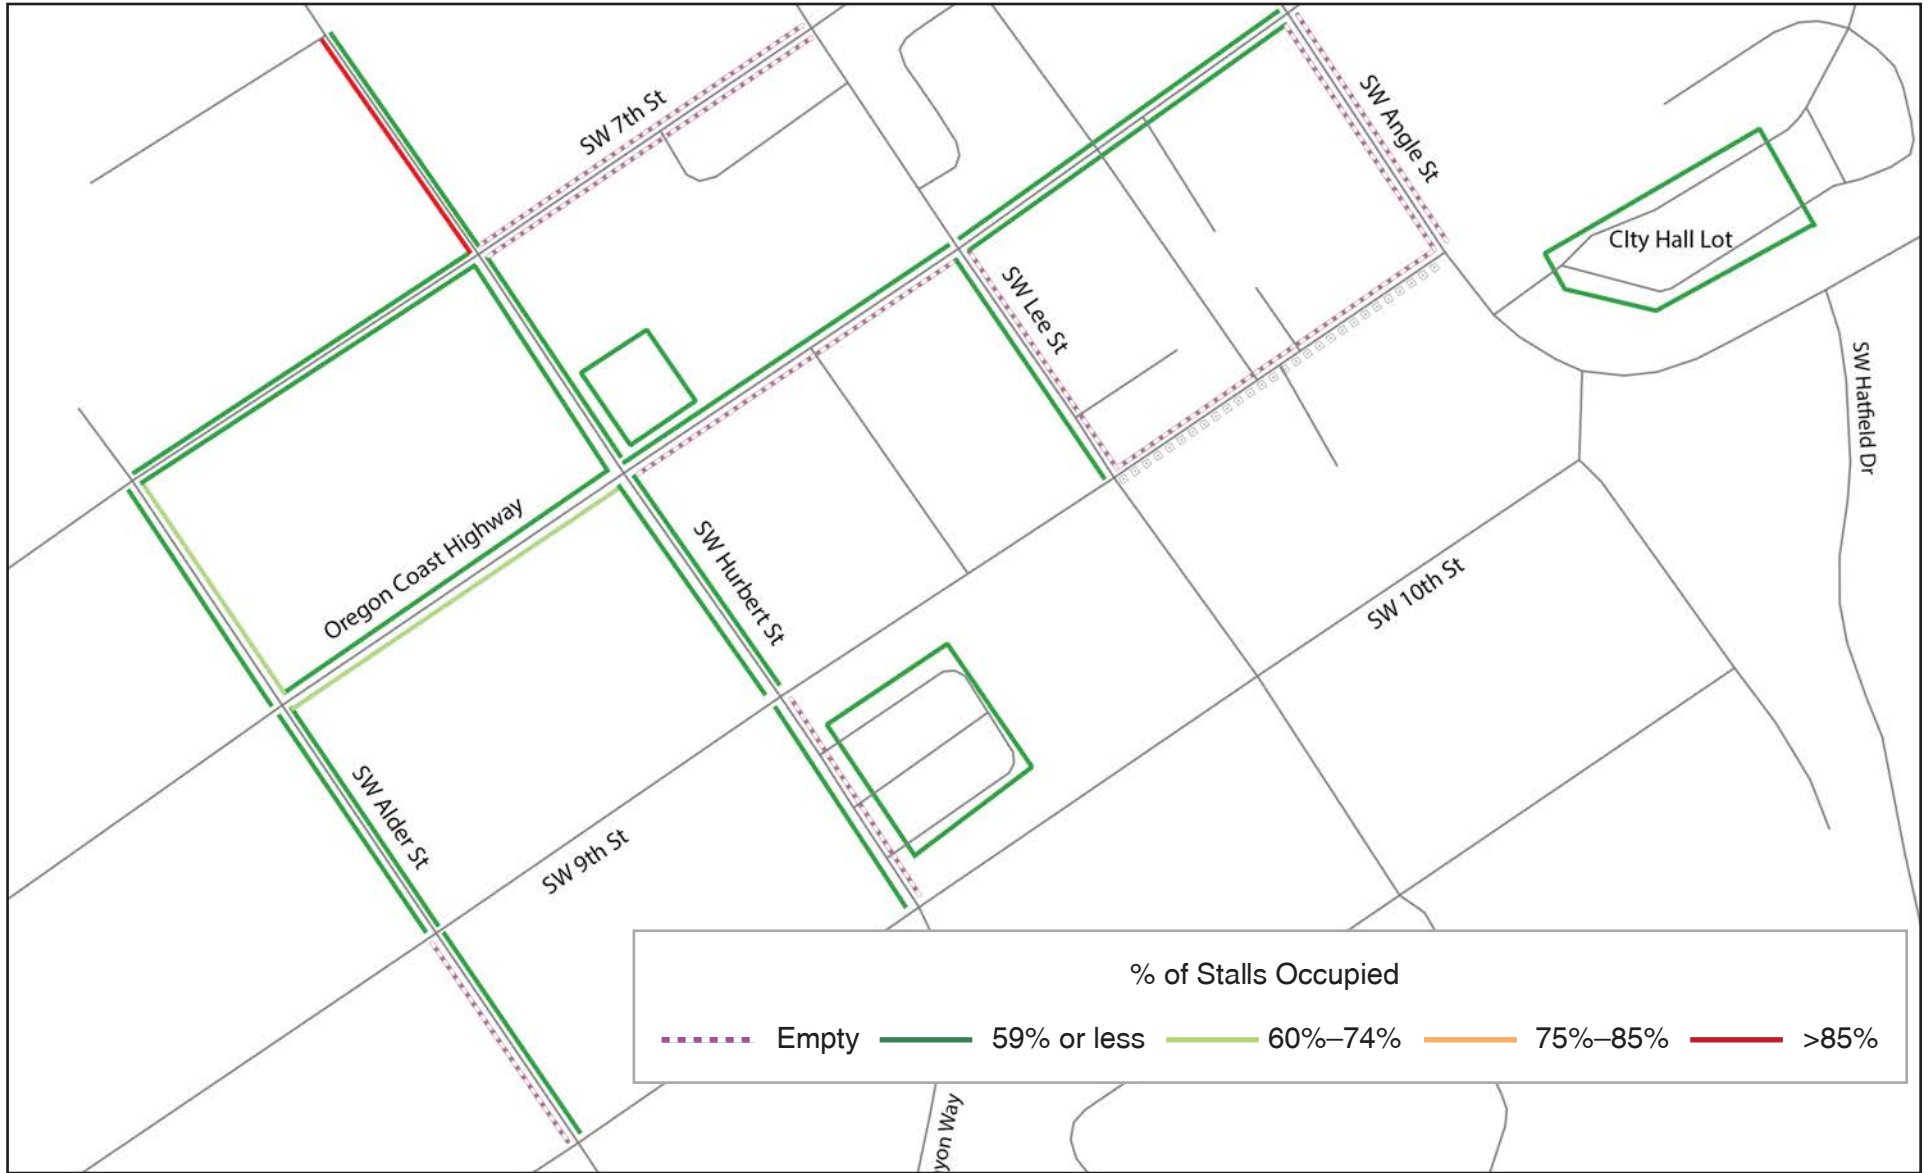 SW 7th St
SW Angle St
CIty Hall Lot
SW Lee St
SW Hatfield Dr
Oregon Coast Highway
SW Hurbert St
SW 10th St
SW Alder St
SW 9th St
% of Stalls Occupied
Empty 59% or less 60%–74% 75%–85% >85%
yon Way